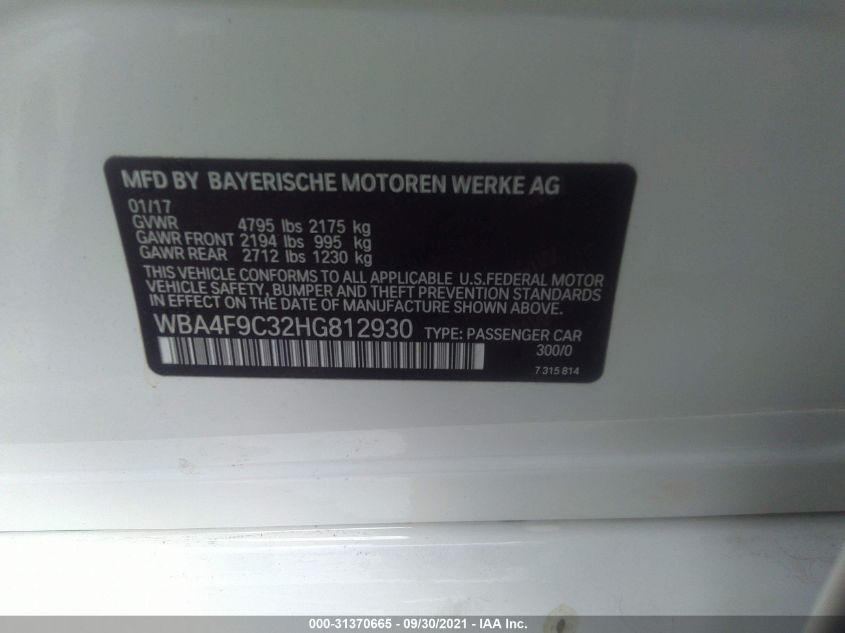 MFD BY BAYERISCHE MOTOREN WERKE AG
01/17
GVWR 4795 lbs 2175 kg
GAWR FRONT 2194 lbs 995 kg
GAWR REAR 2712 lbs 1230 kg
THIS VEHICLE CONFORMS TO ALL APPLICABLE U.S.FEDERAL MOTOR
VEHICLE SAFETY, BUMPER AND THEFT PREVENTION STANDARDS
IN EFFECT ON THE DATE OF MANUFACTURE SHOWN ABOVE.
WBA4F9C32HG812930 TYPE: PASSENGER CAR
300/0
7 315 814
000-31370665 - 09/30/2021 - IAA Inc.